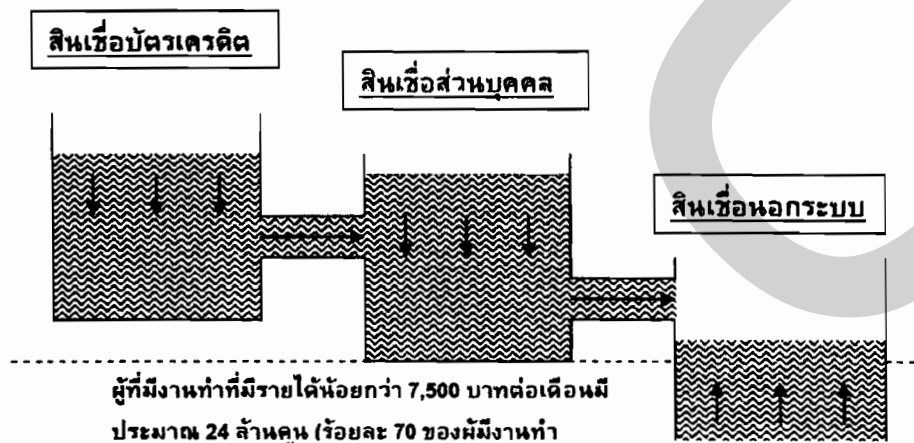 สินเชื่อบัตรเครดิต
สินเชื่อส่วนบุคคล
สินเชื่อนอกระบบ
ผู้ที่มีงานทำที่มีรายได้น้อยกว่า 7,500 บาทต่อเดือนมี
ประมาณ 24 ล้านคน (ร้อยละ 70 ของผู้มีงานทำ